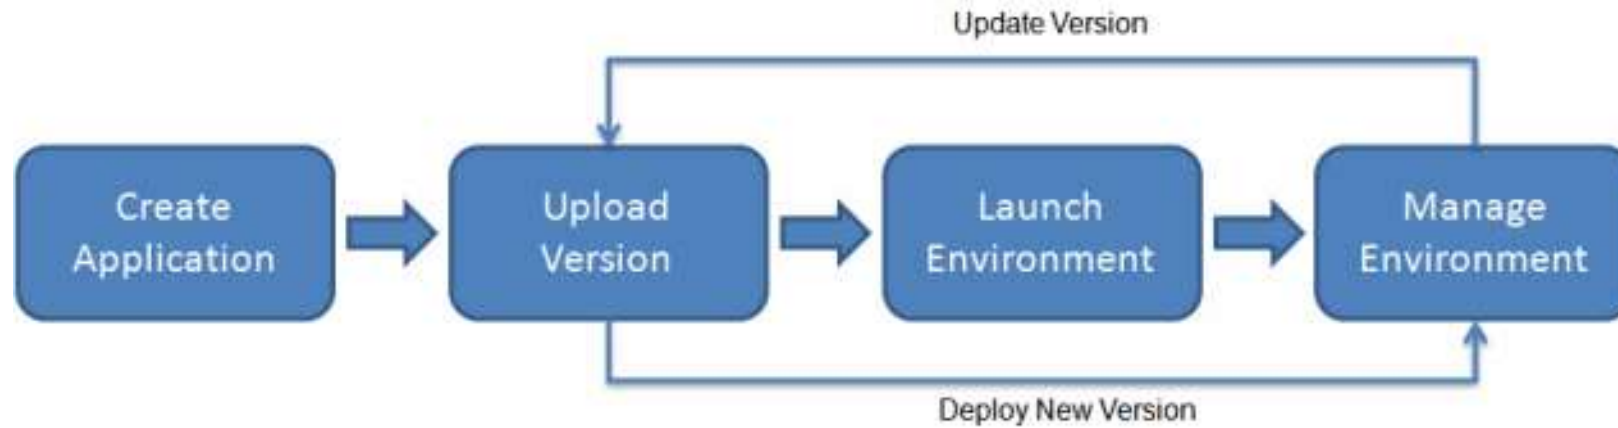 Update Version
Create
Application
Upload
Version
Launch
Environment
Manage
Environment
Deploy New Version